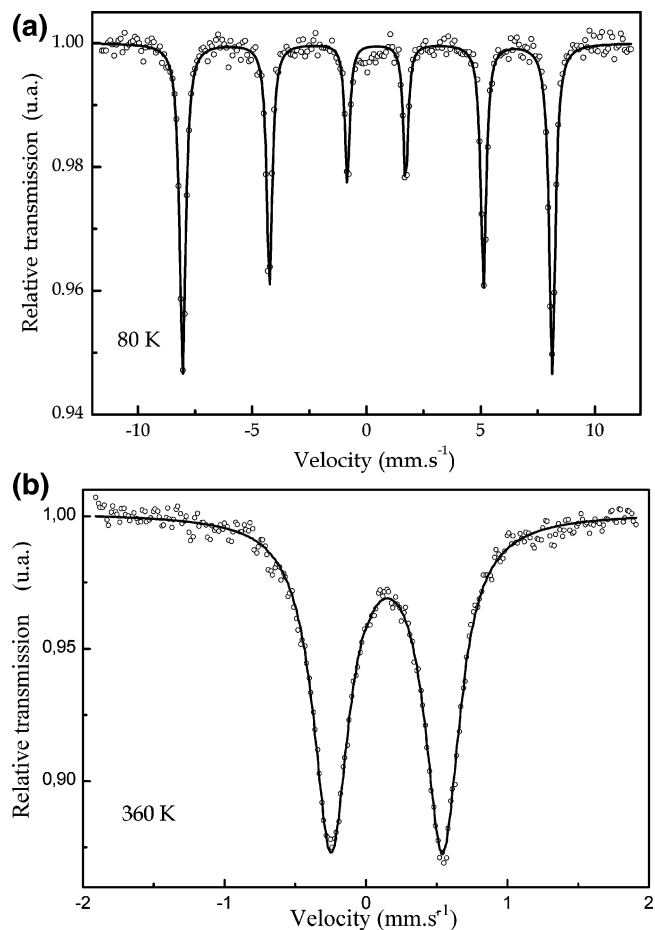 (a)
1.00
0.98
0.96
0.94
Relative transmission (u.a.)
80 K
-10 -5 0 5 10
Velocity (mm.s-1)
(b)
1,00
0,95
0,90
Relative transmission (u.a.)
360 K
-2 -1 0 1 2
Velocity (mm.sr1)